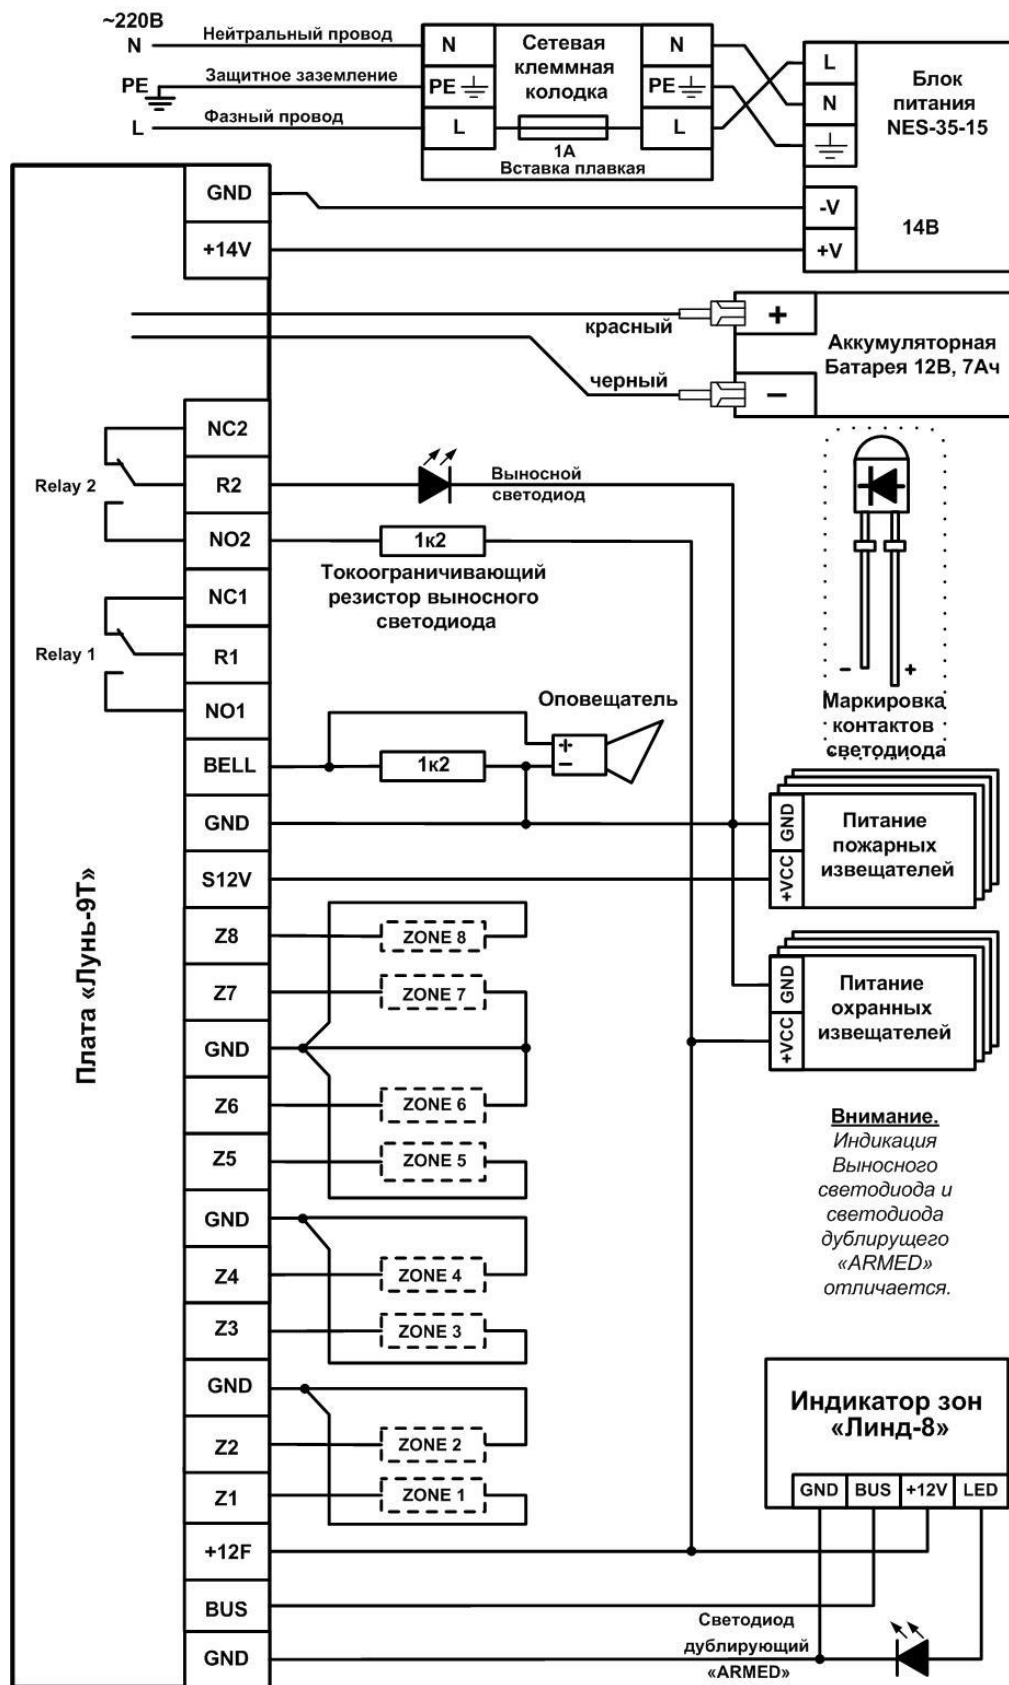 ~220В
N
Нейтральный провод
PE
Защитное заземление
L
Фазный провод
N
PE
L
Сетевая
клеммная
колодка
1А
Вставка плавкая
N
PE
L
L
N
Блок
питания
NES-35-15
-V
+V
14В
GND
+14V
красный
черный
+
−
Аккумуляторная
Батарея 12В, 7Ач
Плата «Лунь-9Т»
Relay 2
NC2
R2
NO2
Выносной
светодиод
1к2
Токоограничивающий
резистор выносного
светодиода
Relay 1
NC1
R1
NO1
- +
Маркировка
контактов
светодиода
BELL
1к2
Оповещатель
+
−
GND
S12V
GND
+VCC
Питание
пожарных
извещателей
Z8
ZONE 8
Z7
ZONE 7
GND
Z6
ZONE 6
Z5
ZONE 5
GND
+VCC
Питание
охранных
извещателей
Внимание.
Индикация
Выносного
светодиода и
светодиода
дублирущего
«ARMED»
отличается.
GND
Z4
ZONE 4
Z3
ZONE 3
GND
Z2
ZONE 2
Z1
ZONE 1
+12F
BUS
GND
Индикатор зон
«Линд-8»
GND BUS +12V LED
Светодиод
дублирующий
«ARMED»